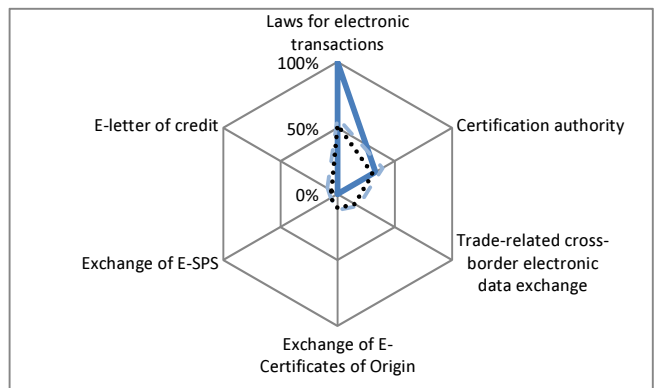 Laws for electronic
transactions
100%
E-letter of credit
50%
Certification authority
0%
Exchange of E-SPS
Trade-related cross-
border electronic
data exchange
Exchange of E-
Certificates of Origin